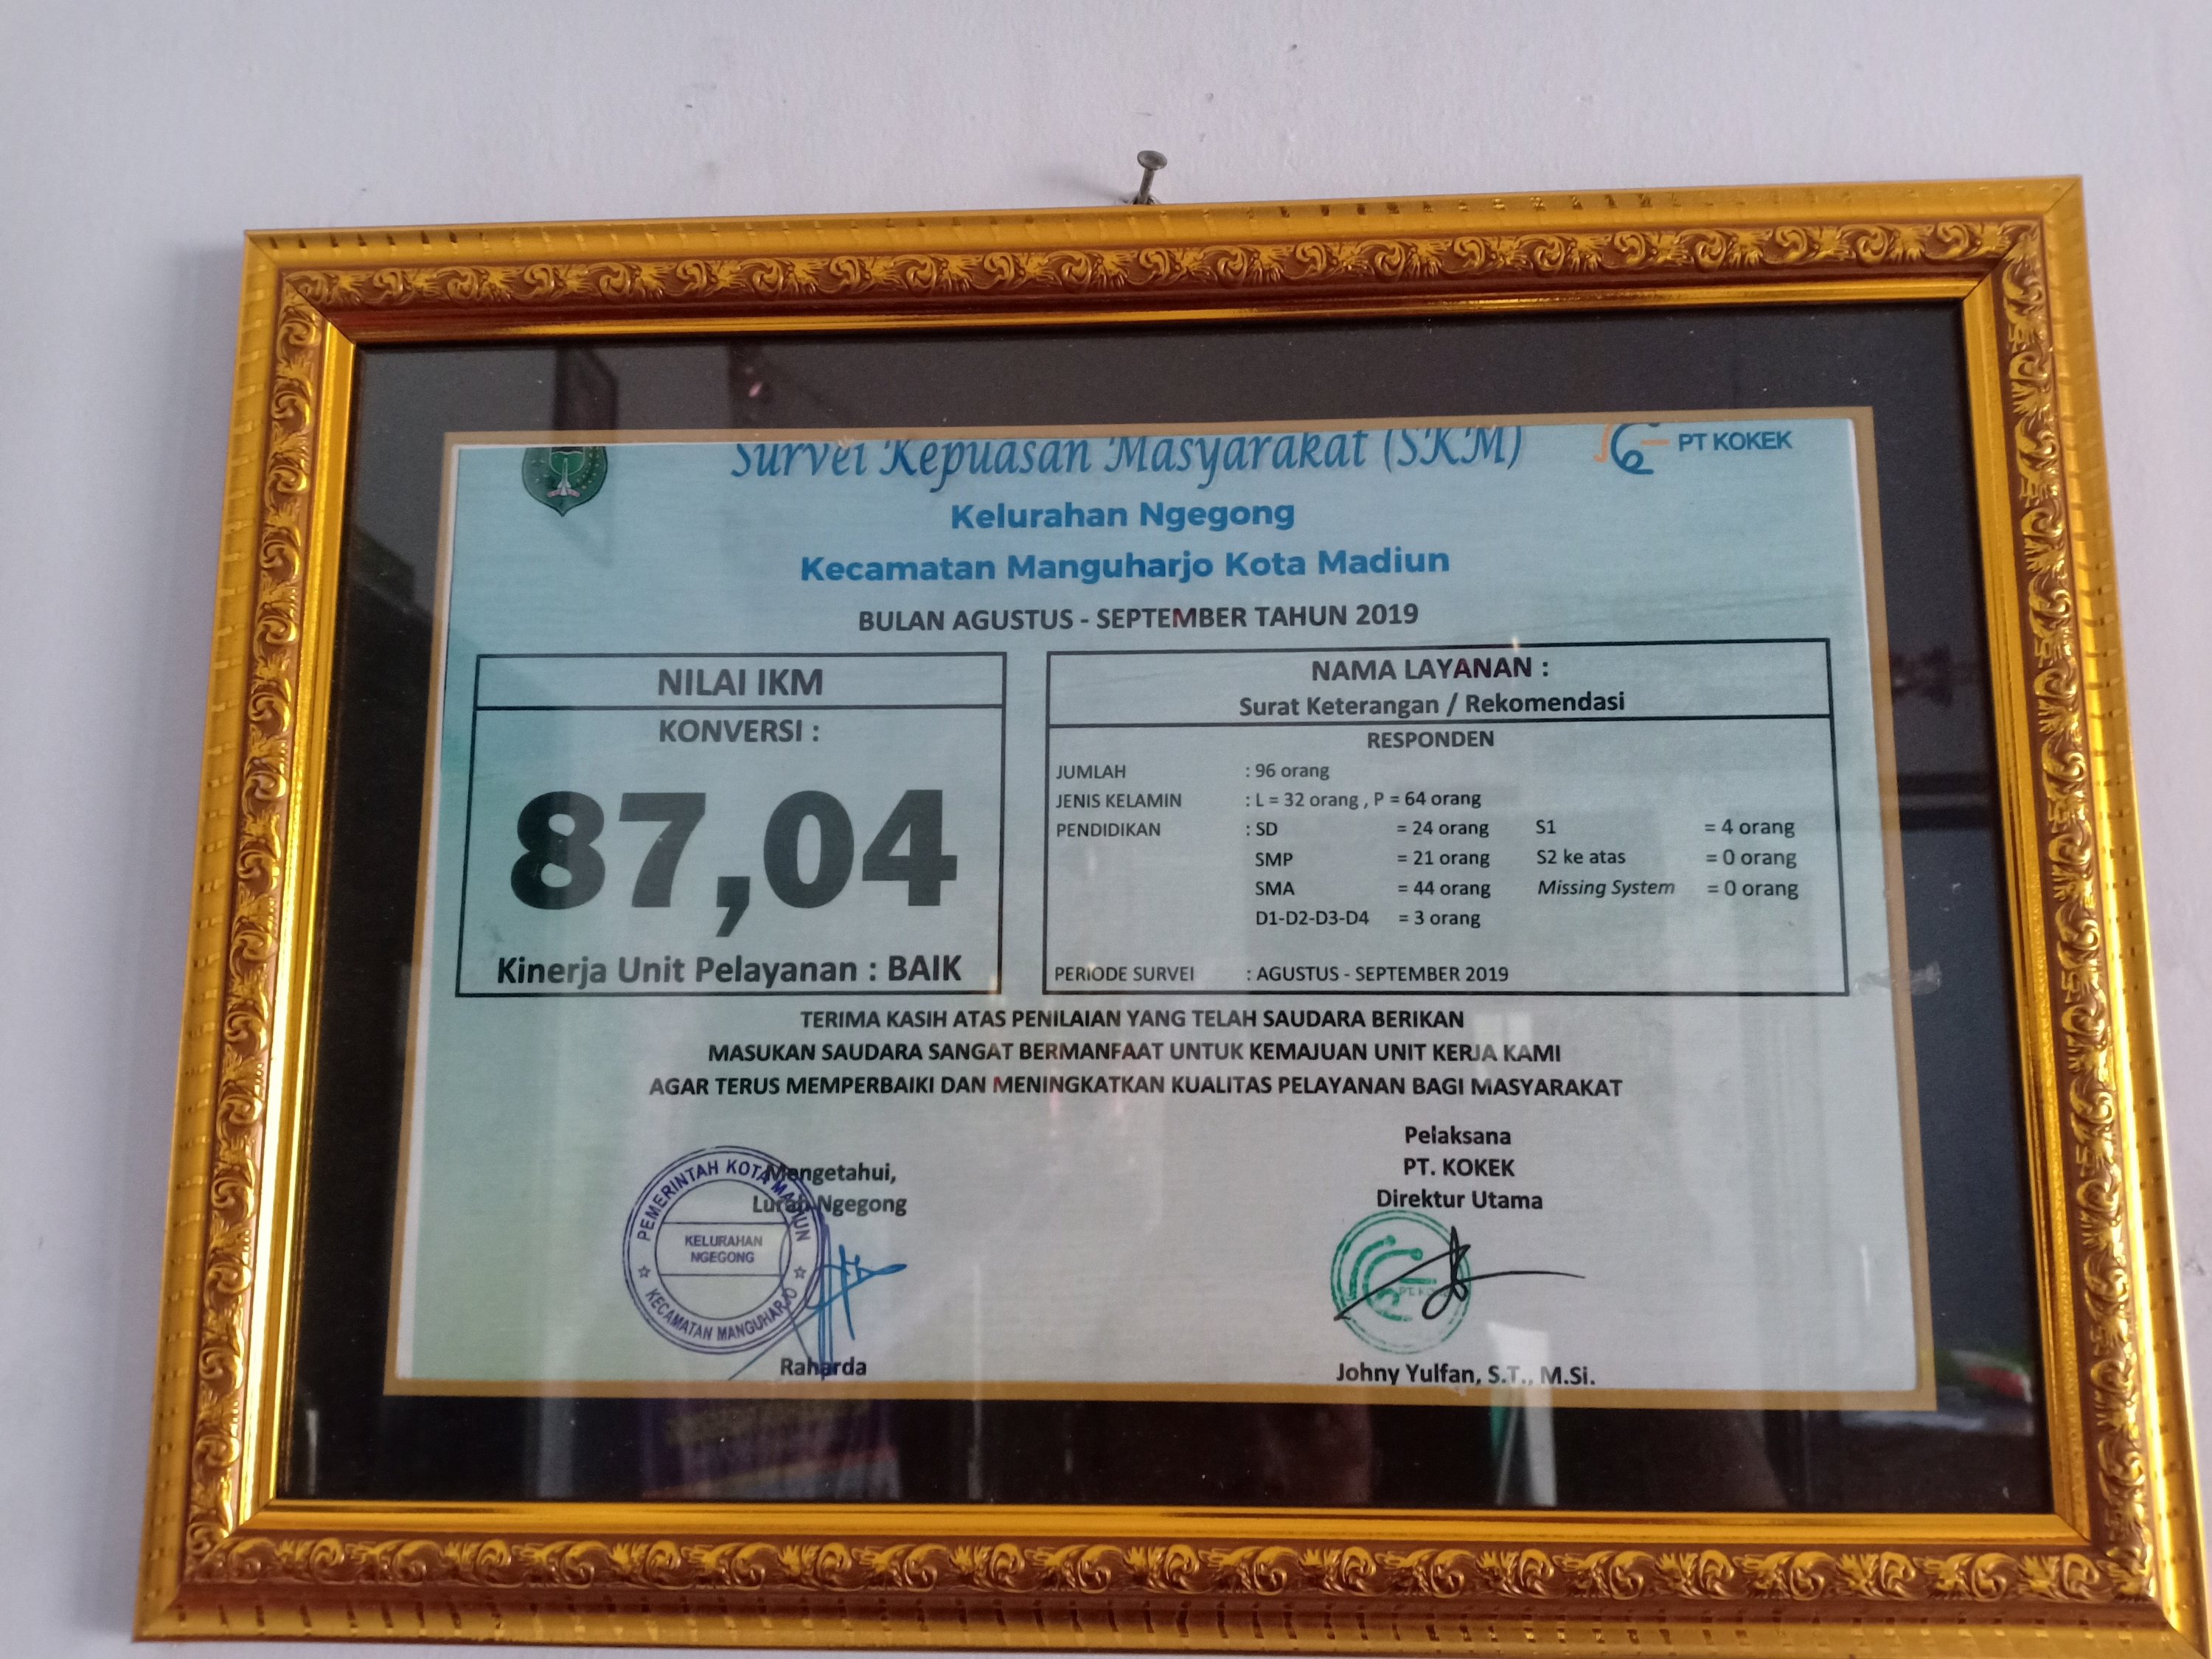 Survei Kepuasan Masyarakat (SKM)
PT KOKEK
Kelurahan Ngegong
Kecamatan Manguharjo Kota Madiun
BULAN AGUSTUS - SEPTEMBER TAHUN 2019
NILAI IKM
KONVERSI :
87,04
Kinerja Unit Pelayanan : BAIK
NAMA LAYANAN :
Surat Keterangan / Rekomendasi
RESPONDEN
JUMLAH : 96 orang
JENIS KELAMIN : L = 32 orang , P = 64 orang
PENDIDIKAN : SD = 24 orang S1 = 4 orang
SMP = 21 orang S2 ke atas = 0 orang
SMA = 44 orang Missing System = 0 orang
D1-D2-D3-D4 = 3 orang
PERIODE SURVEI : AGUSTUS - SEPTEMBER 2019
TERIMA KASIH ATAS PENILAIAN YANG TELAH SAUDARA BERIKAN
MASUKAN SAUDARA SANGAT BERMANFAAT UNTUK KEMAJUAN UNIT KERJA KAMI
AGAR TERUS MEMPERBAIKI DAN MENINGKATKAN KUALITAS PELAYANAN BAGI MASYARAKAT
Mengetahui,
Lurah Ngegong
PEMERINTAH KOTA MADIUN
KELURAHAN
NGEGONG
KECAMATAN MANGUHARJO
Raharda
Pelaksana
PT. KOKEK
Direktur Utama
Johny Yulfan, S.T., M.Si.